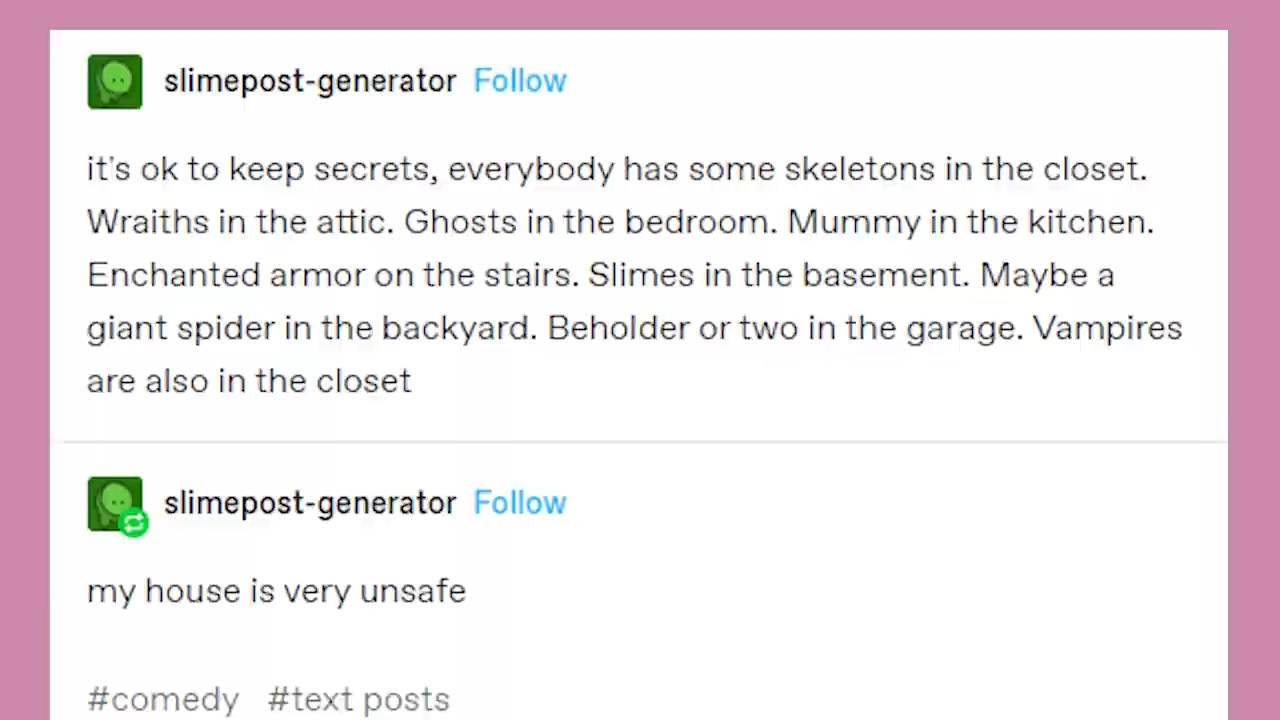 slimepost-generator Follow
it's ok to keep secrets, everybody has some skeletons in the closet.
Wraiths in the attic. Ghosts in the bedroom. Mummy in the kitchen.
Enchanted armor on the stairs. Slimes in the basement. Maybe a
giant spider in the backyard. Beholder or two in the garage. Vampires
are also in the closet
slimepost-generator Follow
my house is very unsafe
#comedy #text posts